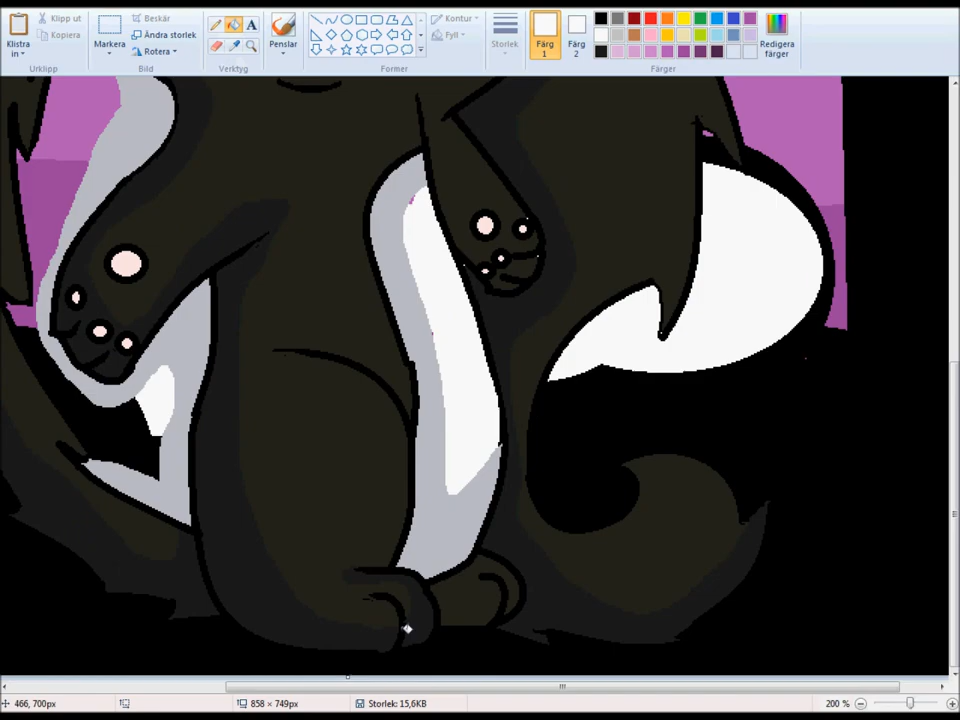 Klistra in
Klipp ut
Kopiera
Urklipp
Markera
Beskär
Ändra storlek
Rotera
Bild
A
Verktyg
Penslar
Kontur
Fyll
Former
Storlek
Färg 1
Färg 2
Redigera färger
Färger
466, 700px
858 × 749px
Storlek: 15,6KB
200 %